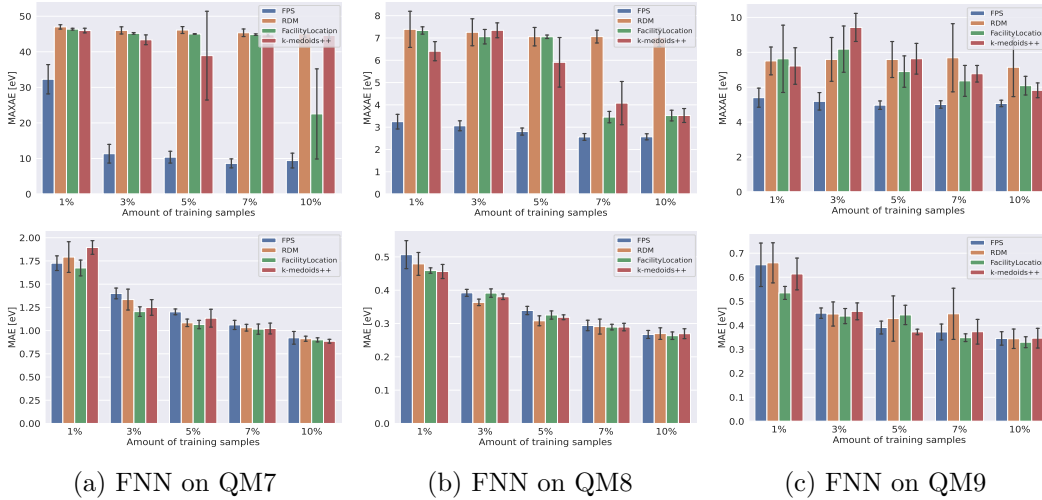 MAXAE [eV]
50
40
30
20
10
0
1%
3%
5%
7%
10%
Amount of training samples
FPS
RDM
FacilityLocation
k-medoids++
MAXAE [eV]
8
7
6
5
4
3
2
1
0
1%
3%
5%
7%
10%
Amount of training samples
FPS
RDM
FacilityLocation
k-medoids++
MAXAE [eV]
10
8
6
4
2
0
1%
3%
5%
7%
10%
Amount of training samples
FPS
RDM
FacilityLocation
k-medoids++
MAE [eV]
2.00
1.75
1.50
1.25
1.00
0.75
0.50
0.25
0.00
1%
3%
5%
7%
10%
Amount of training samples
FPS
RDM
FacilityLocation
k-medoids++
MAE [eV]
0.5
0.4
0.3
0.2
0.1
0.0
1%
3%
5%
7%
10%
Amount of training samples
FPS
RDM
FacilityLocation
k-medoids++
MAE [eV]
0.7
0.6
0.5
0.4
0.3
0.2
0.1
0.0
1%
3%
5%
7%
10%
Amount of training samples
FPS
RDM
FacilityLocation
k-medoids++
(a) FNN on QM7
(b) FNN on QM8
(c) FNN on QM9